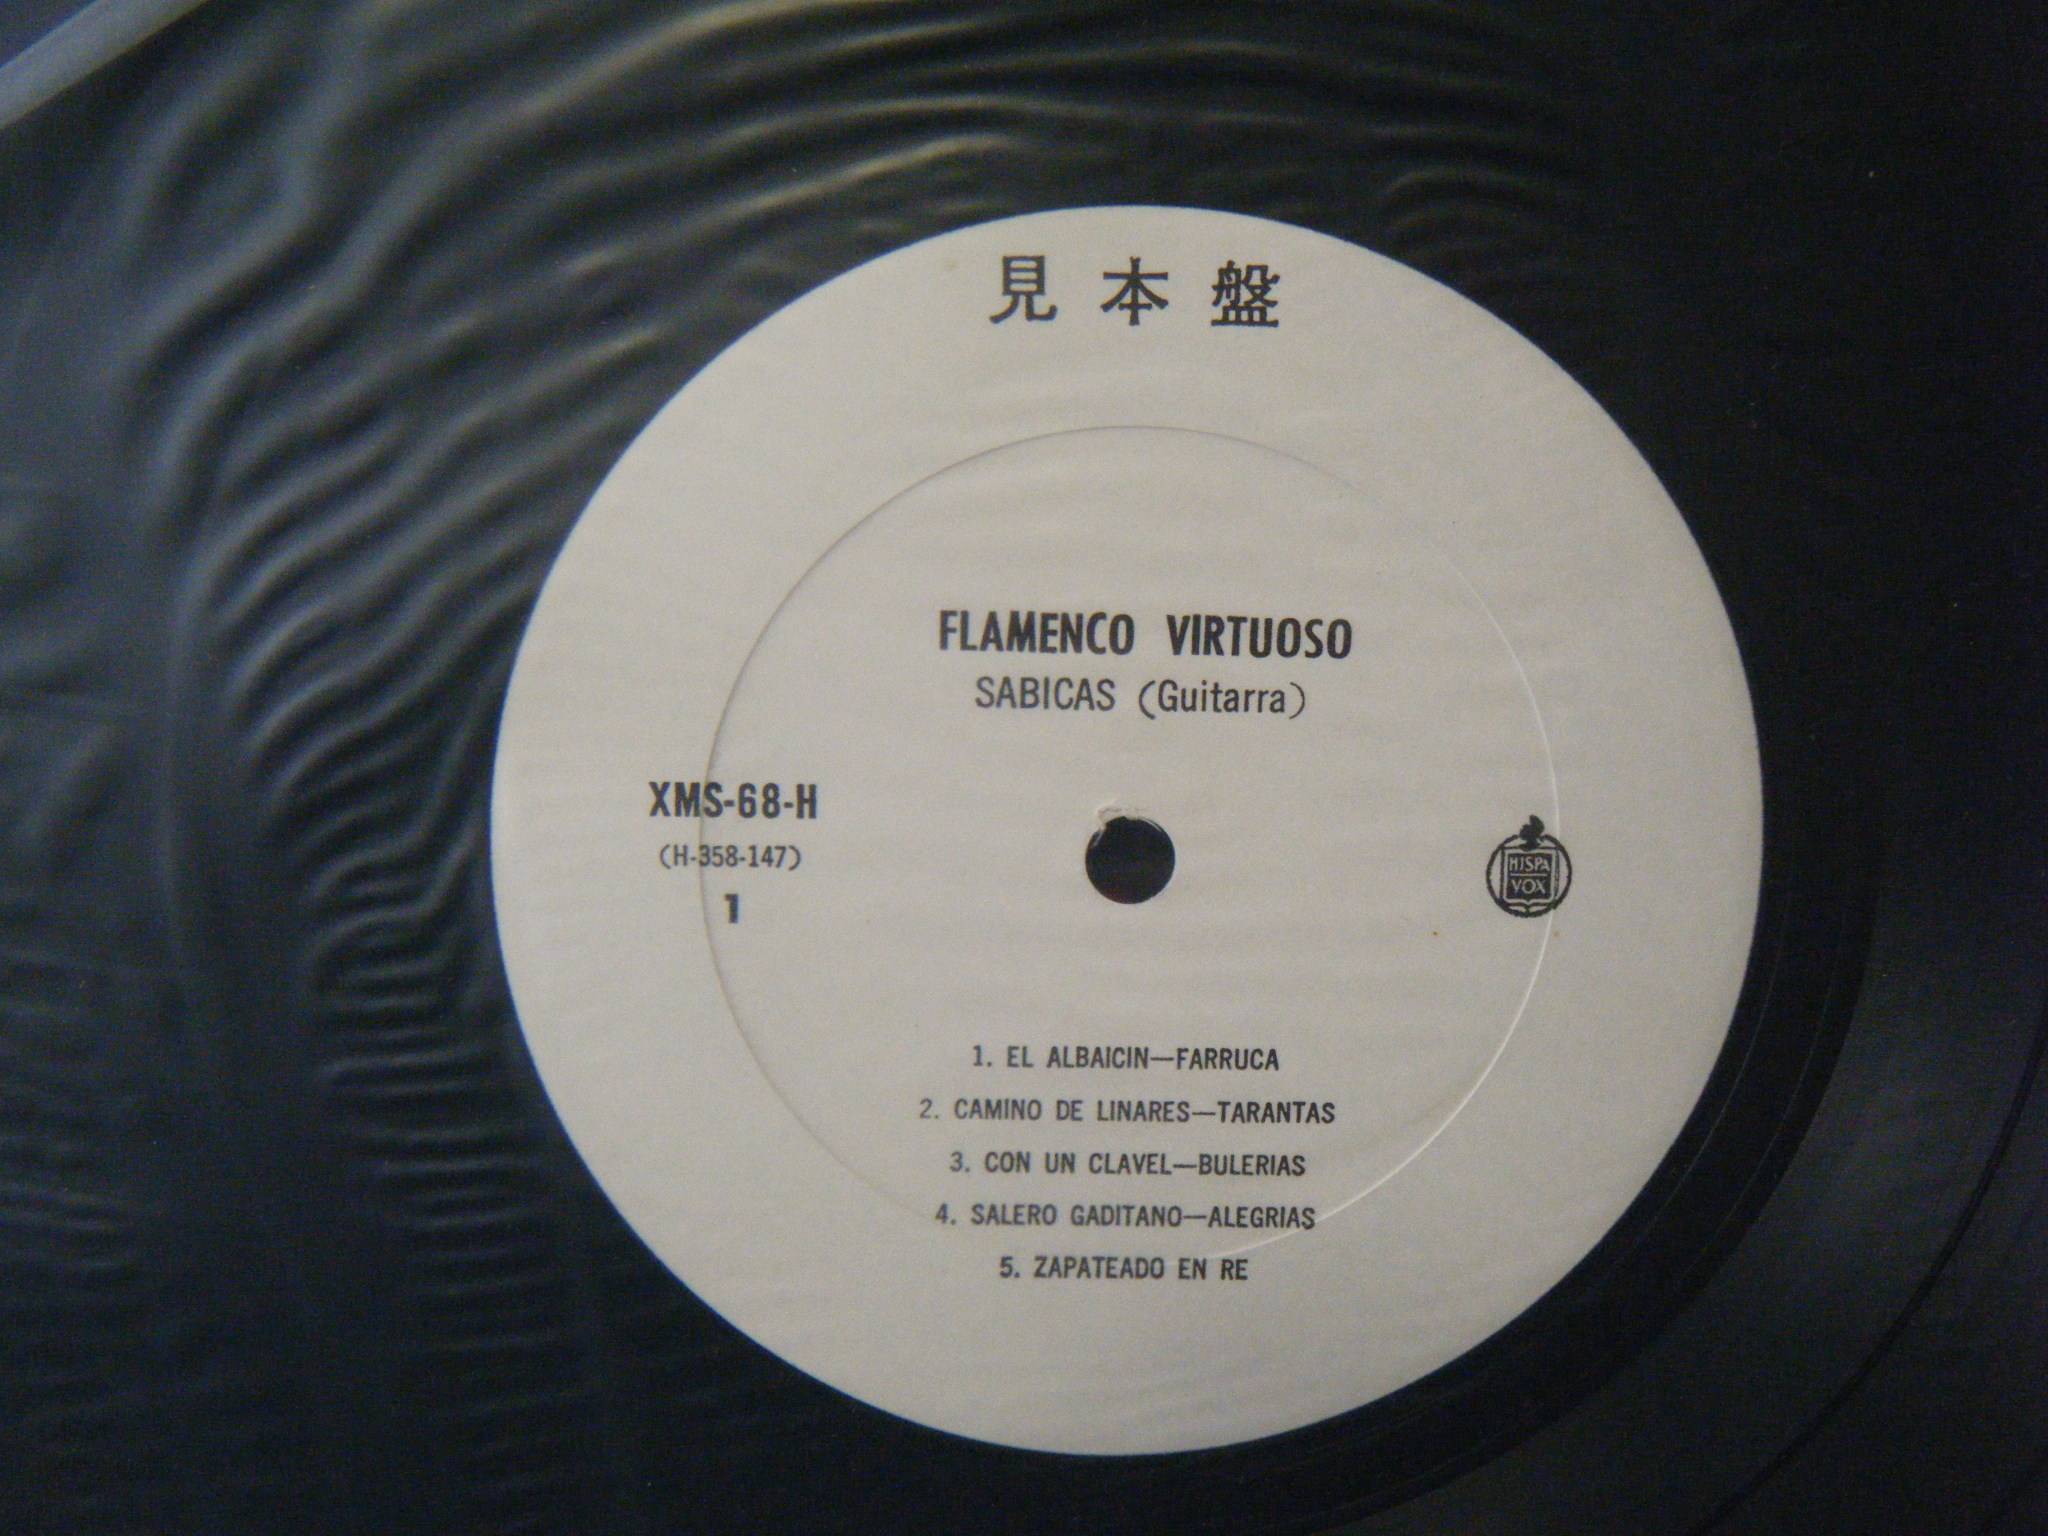 見本盤
FLAMENCO VIRTUOSO
SABICAS (Guitarra)
XMS-68-H
(H-358-147)
1
HISPA
VOX
1. EL ALBAICIN—FARRUCA
2. CAMINO DE LINARES—TARANTAS
3. CON UN CLAVEL—BULERIAS
4. SALERO GADITANO—ALEGRIAS
5. ZAPATEADO EN RE